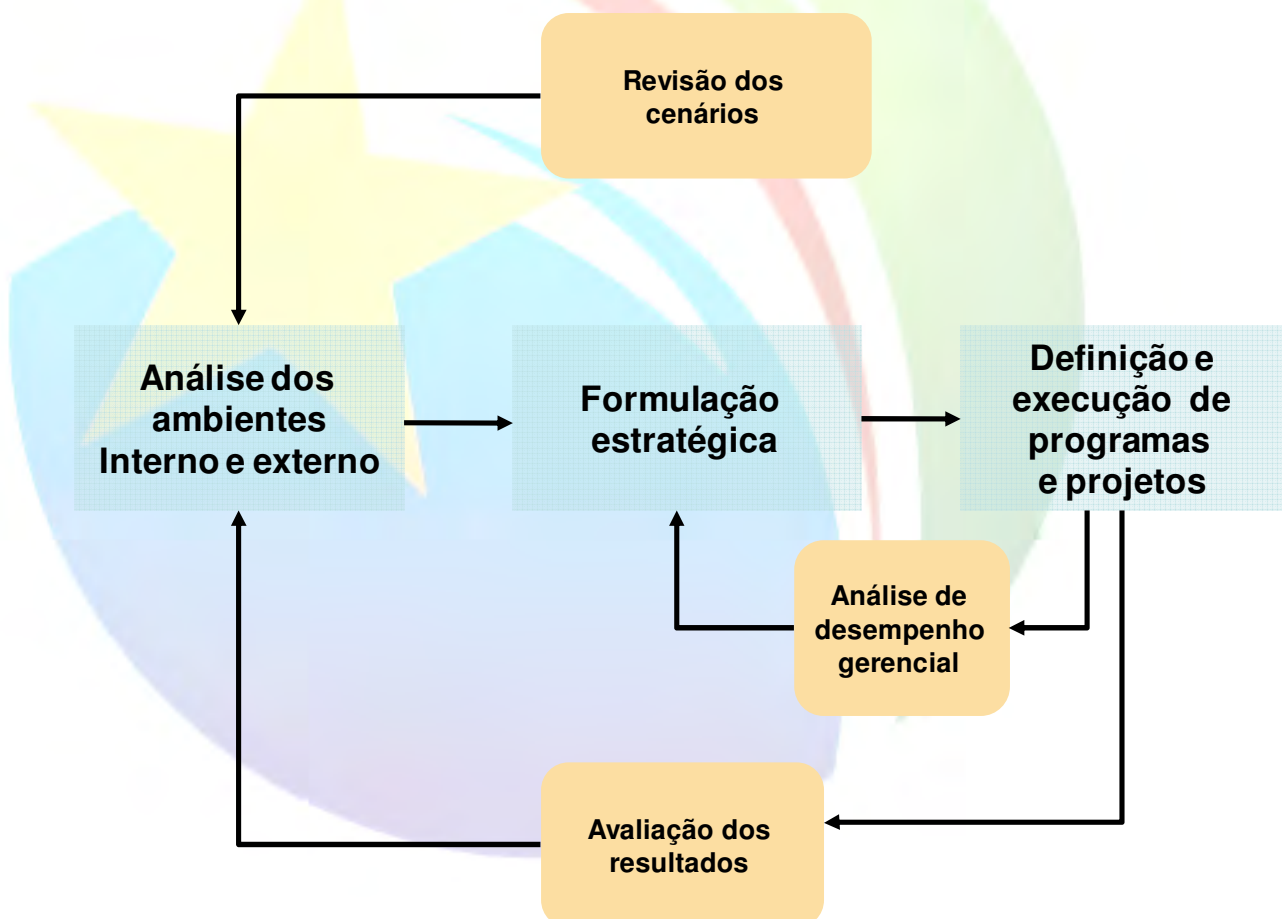 Revisão dos
cenários
Análise dos
ambientes
Interno e externo
Formulação
estratégica
Definição e
execução de
programas
e projetos
Análise de
desempenho
gerencial
Avaliação dos
resultados